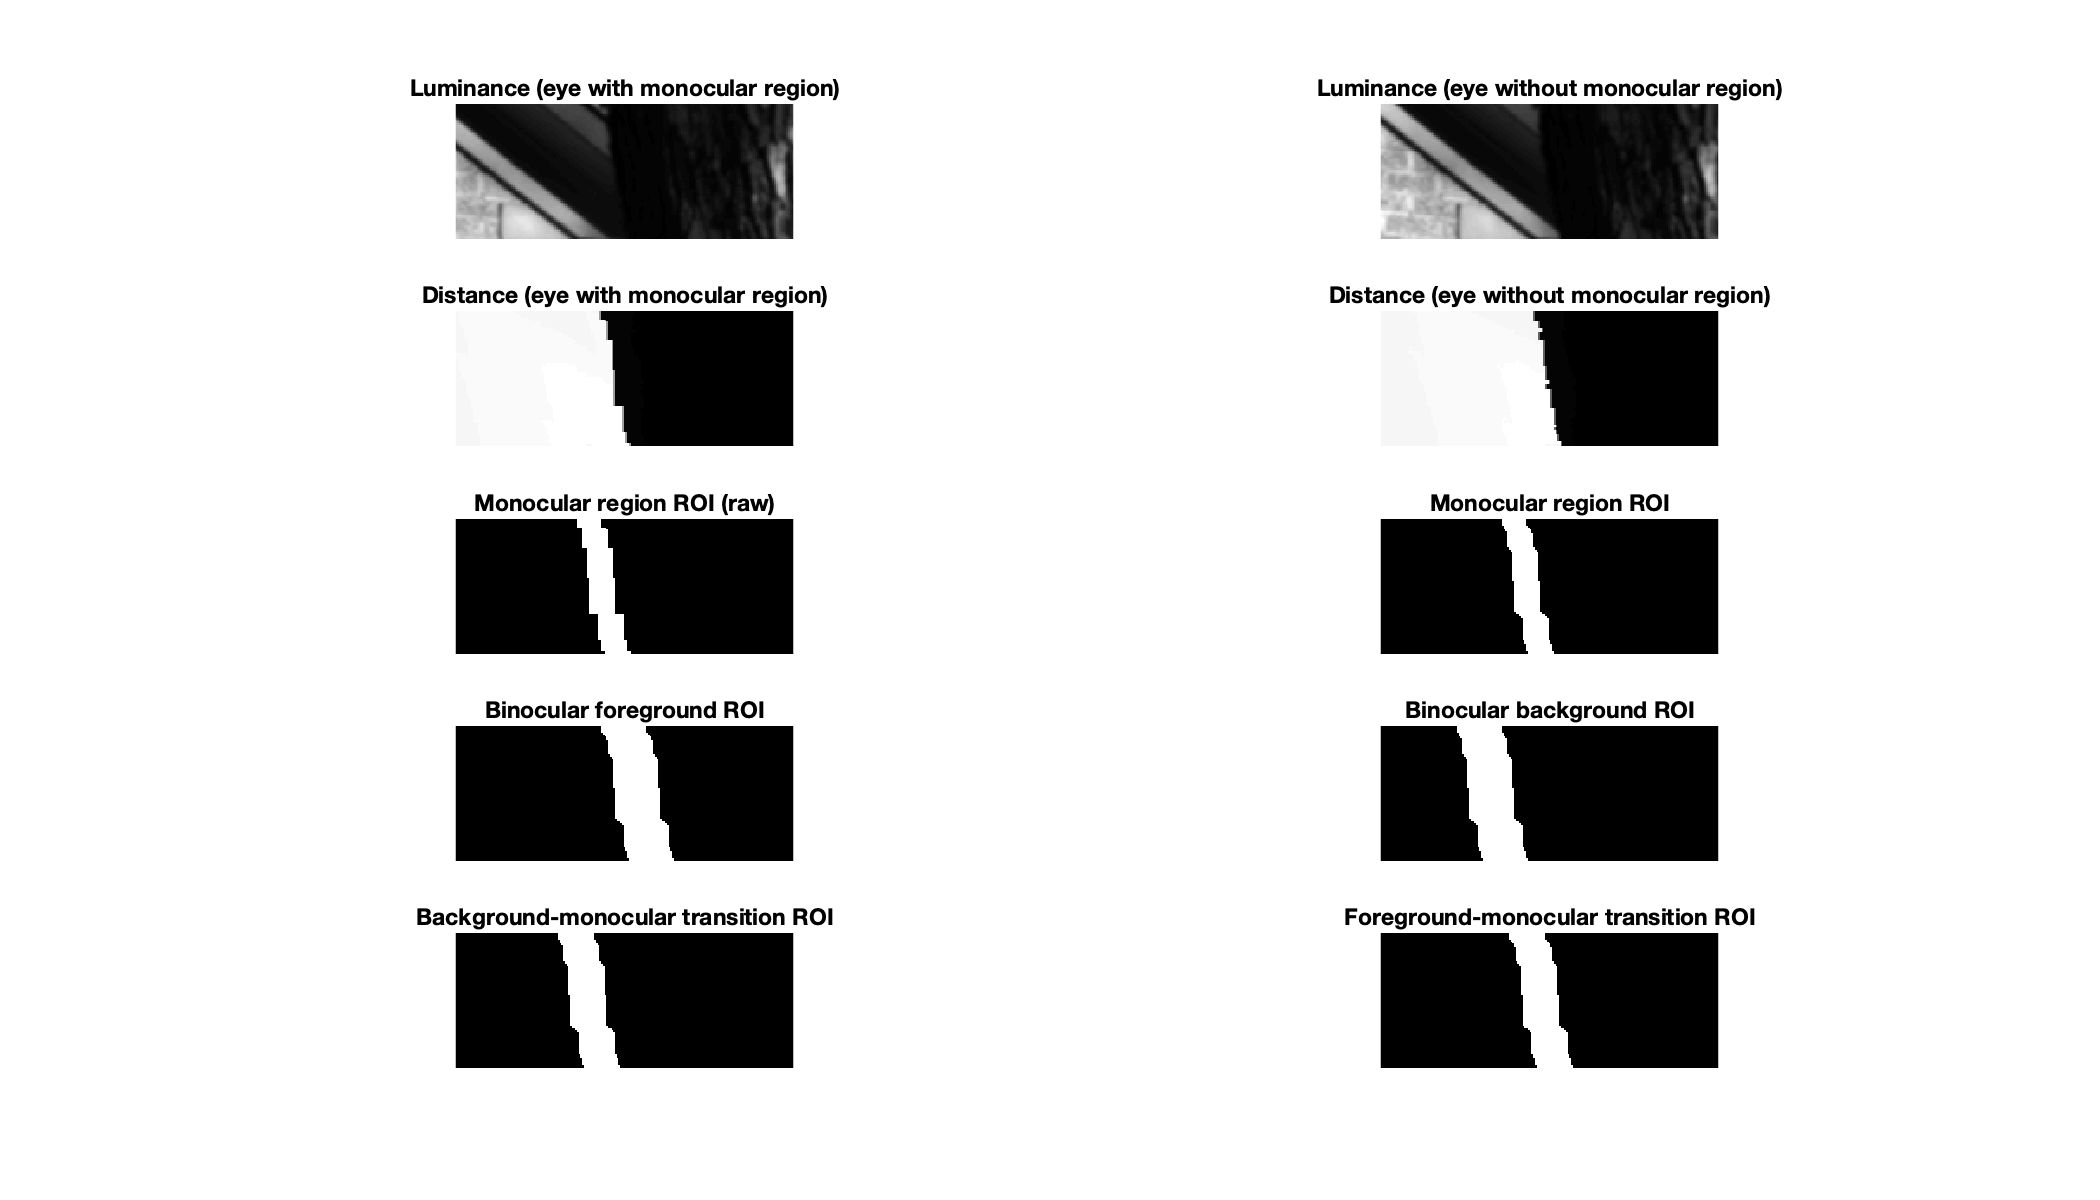 Luminance (eye with monocular region)
Luminance (eye without monocular region)
Distance (eye with monocular region)
Distance (eye without monocular region)
Monocular region ROI (raw)
Monocular region ROI
Binocular foreground ROI
Binocular background ROI
Background-monocular transition ROI
Foreground-monocular transition ROI